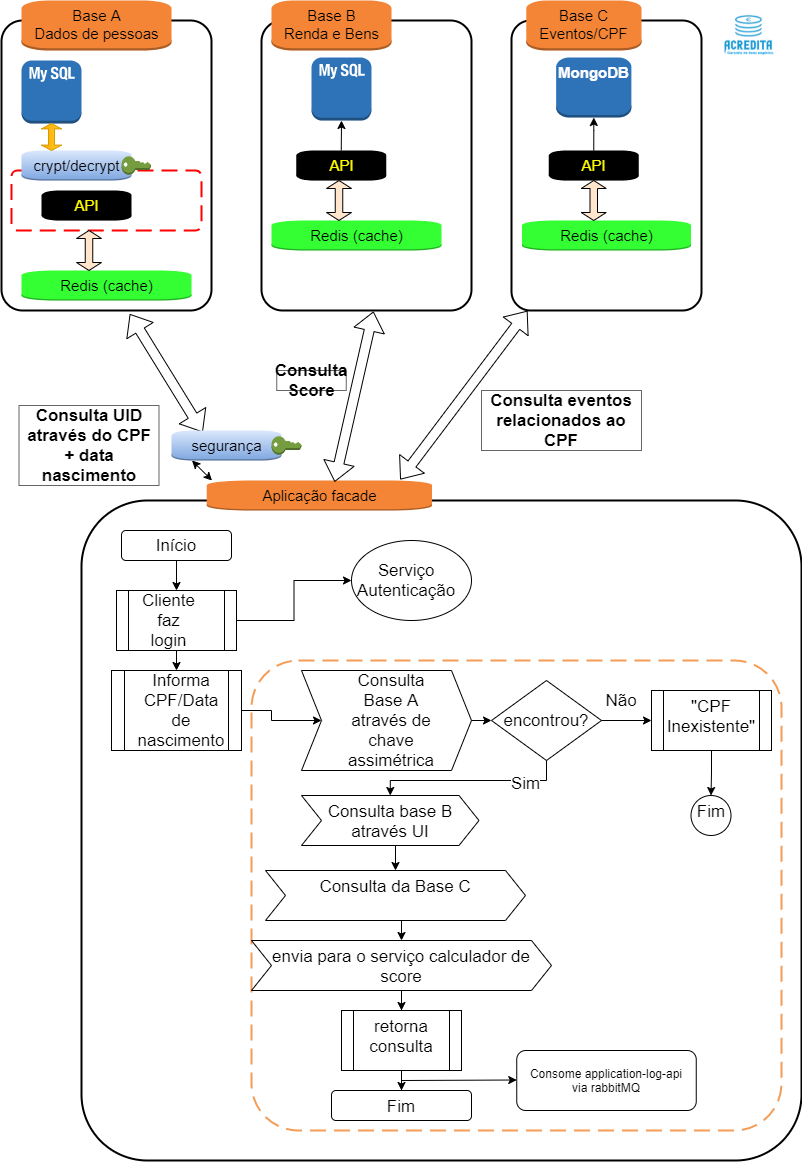 Base A
Dados de pessoas
My SQL
crypt/decrypt
API
Redis (cache)
Base B
Renda e Bens
My SQL
API
Redis (cache)
Base C
Eventos/CPF
MongoDB
API
Redis (cache)
ACREDITA
Consulta UID
através do CPF
+ data
nascimento
segurança
Consulta
Score
Consulta eventos
relacionados ao
CPF
Aplicação facade
Início
Cliente
faz
login
Serviço
Autenticação
Informa
CPF/Data
de
nascimento
Consulta
Base A
através de
chave
assimétrica
encontrou?
Não
"CPF
Inexistente"
Fim
Sim
Consulta base B
através UI
Consulta da Base C
envia para o serviço calculador de
score
retorna
consulta
Consome application-log-api
via rabbitMQ
Fim